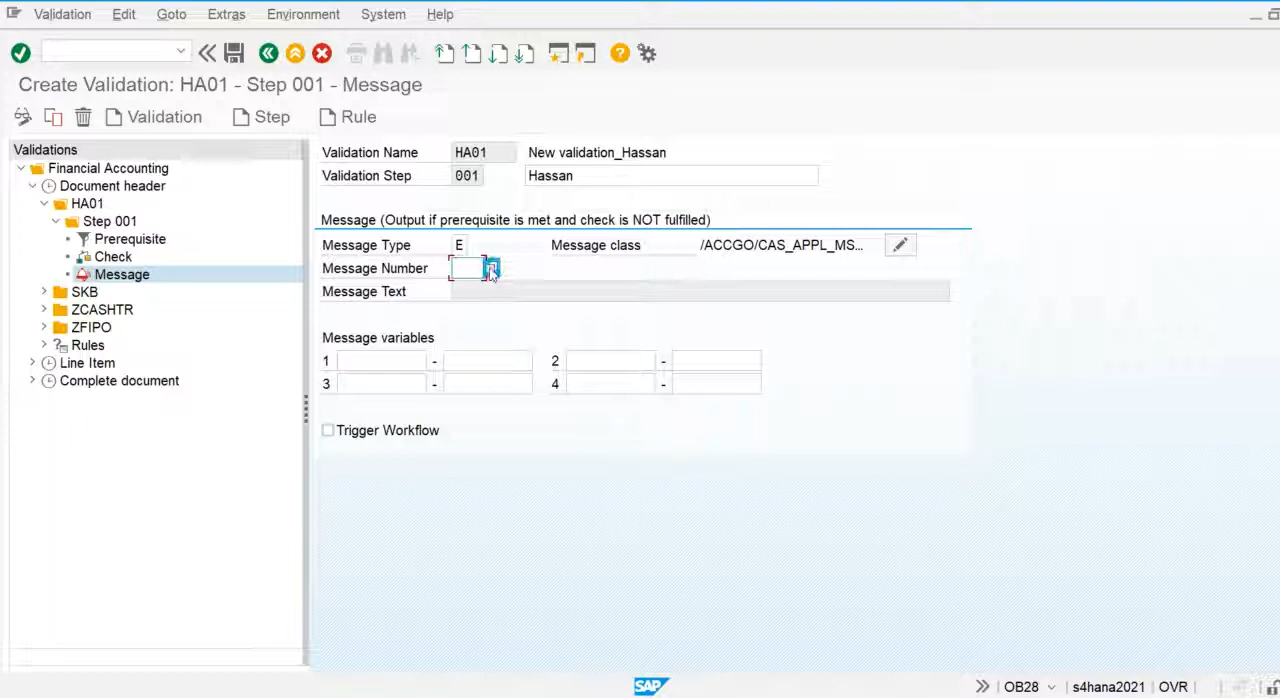 Validation Edit Goto Extras Environment System Help
Create Validation: HA01 - Step 001 - Message
Validation Step Rule
Validations
Financial Accounting
Document header
HA01
Step 001
Prerequisite
Check
Message
SKB
ZCASHTR
ZFIPO
Rules
Line Item
Complete document
Validation Name HA01 New validation_Hassan
Validation Step 001 Hassan
Message (Output if prerequisite is met and check is NOT fulfilled)
Message Type E Message class /ACCGO/CAS_APPL_MS...
Message Number
Message Text
Message variables
1 - 2 -
3 - 4 -
Trigger Workflow
SAP OB28 s4hana2021 OVR